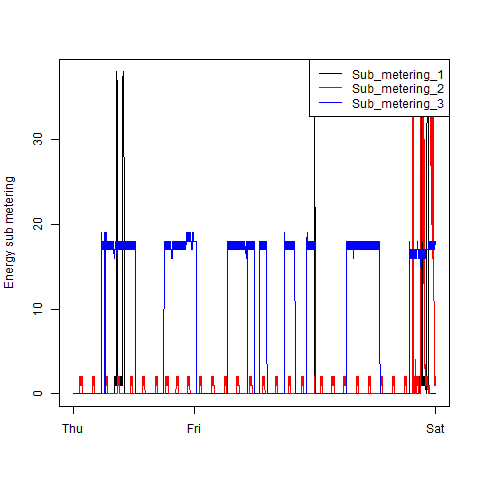 Sub_metering_1
Sub_metering_2
Sub_metering_3
Energy sub metering
30
20
10
0
Thu
Fri
Sat